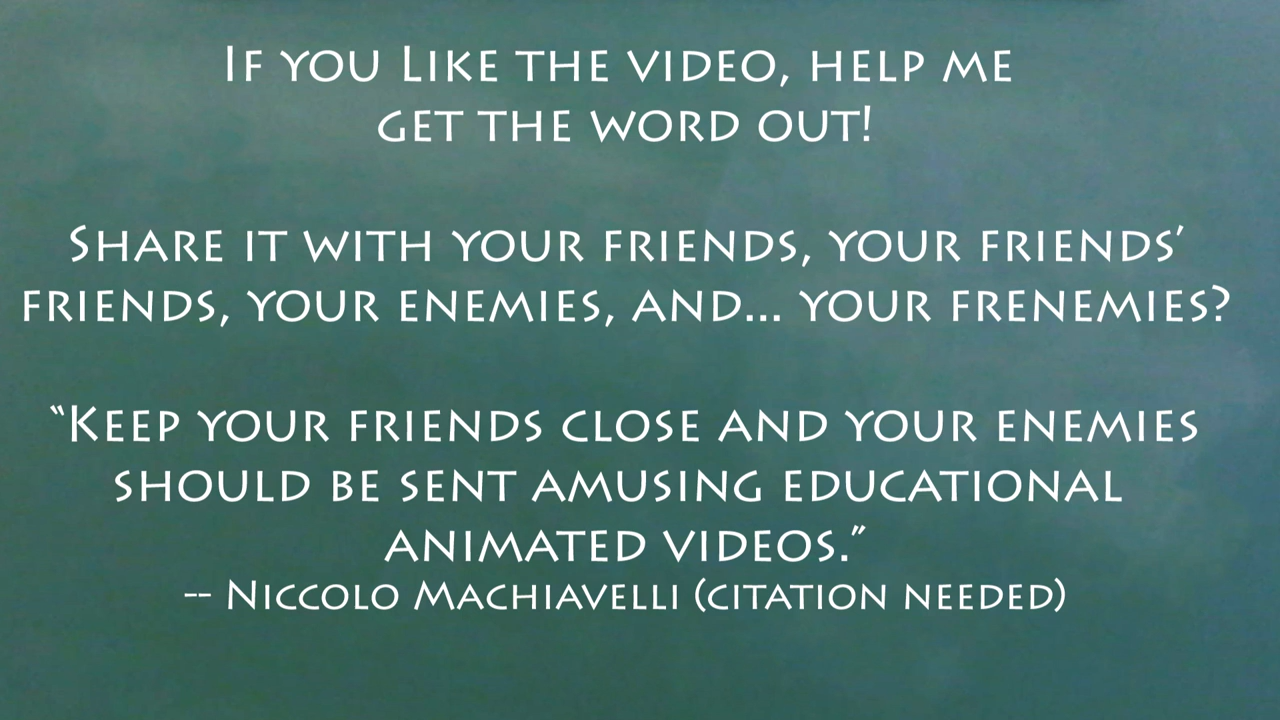 If you Like the video, help me
get the word out!
Share it with your friends, your friends'
friends, your enemies, and... your frenemies?
"Keep your friends close and your enemies
should be sent amusing educational
animated videos."
-- Niccolo Machiavelli (citation needed)